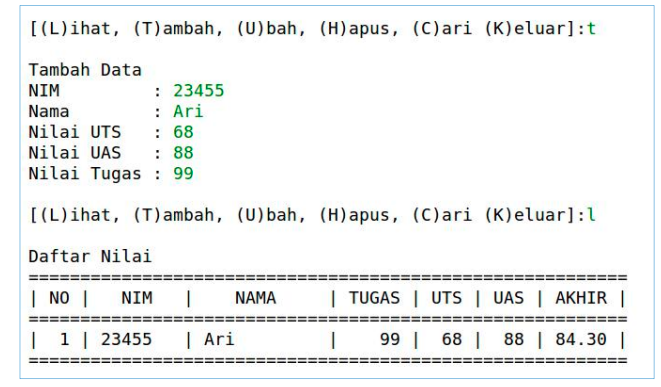 [(L)ihat, (T)ambah, (U)bah, (H)apus, (C)ari (K)eluar]:t
Tambah Data
NIM         : 23455
Nama        : Ari
Nilai UTS   : 68
Nilai UAS   : 88
Nilai Tugas : 99
[(L)ihat, (T)ambah, (U)bah, (H)apus, (C)ari (K)eluar]:l
Daftar Nilai
==========================================================
| NO |   NIM   |    NAMA     | TUGAS | UTS | UAS | AKHIR |
==========================================================
|  1 | 23455   | Ari         |    99 |  68 |  88 | 84.30 |
==========================================================